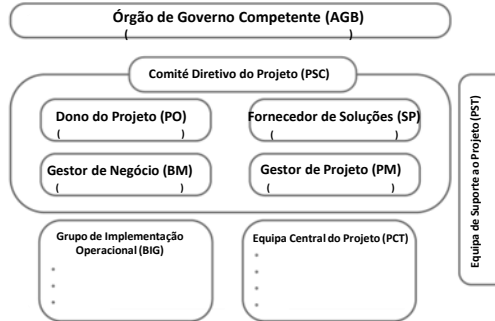 Órgão de Governo Competente (AGB)
( )
Comité Diretivo do Projeto (PSC)
Dono do Projeto (PO)
( )
Fornecedor de Soluções (SP)
( )
Gestor de Negócio (BM)
( )
Gestor de Projeto (PM)
( )
Grupo de Implementação
Operacional (BIG)
Equipa Central do Projeto (PCT)
Equipa de Suporte ao Projeto (PST)